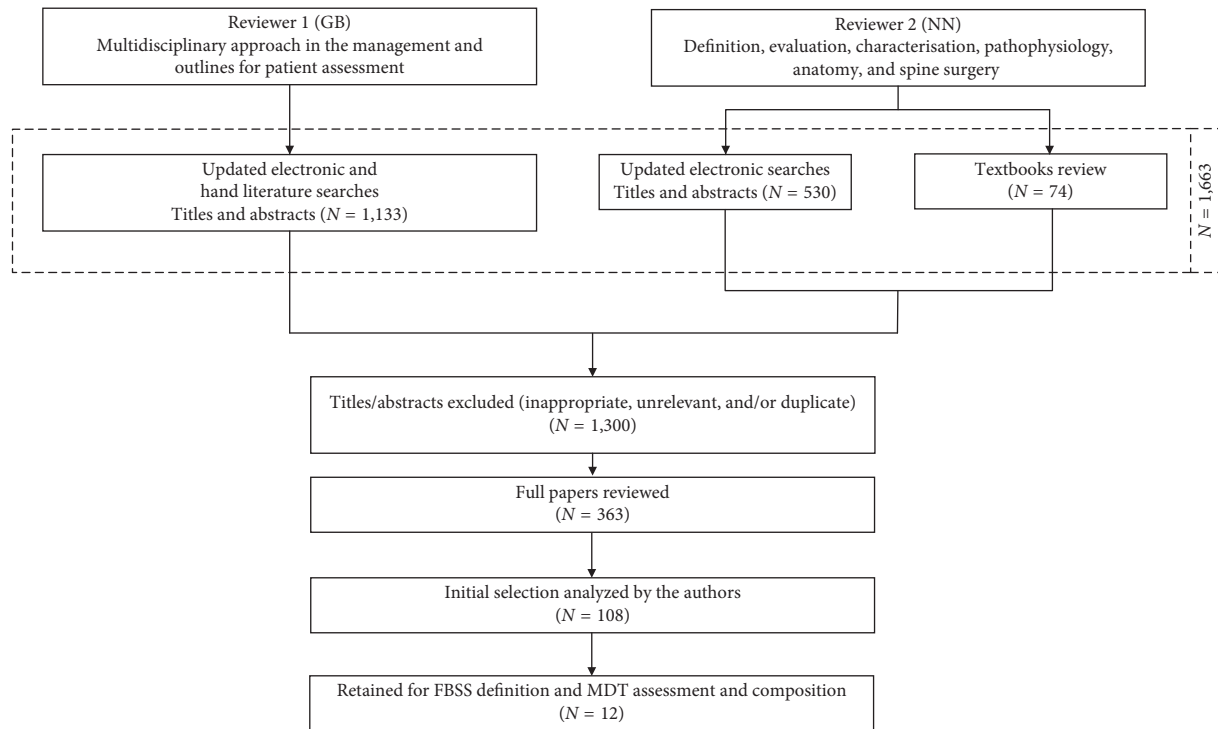 Reviewer 1 (GB)
Multidisciplinary approach in the management and
outlines for patient assessment
Reviewer 2 (NN)
Definition, evaluation, characterisation, pathophysiology,
anatomy, and spine surgery
Updated electronic and
hand literature searches
Titles and abstracts (N = 1,133)
Updated electronic searches
Titles and abstracts (N = 530)
Textbooks review
(N = 74)
N = 1,663
Titles/abstracts excluded (inappropriate, unrelevant, and/or duplicate)
(N = 1,300)
Full papers reviewed
(N = 363)
Initial selection analyzed by the authors
(N = 108)
Retained for FBSS definition and MDT assessment and composition
(N = 12)